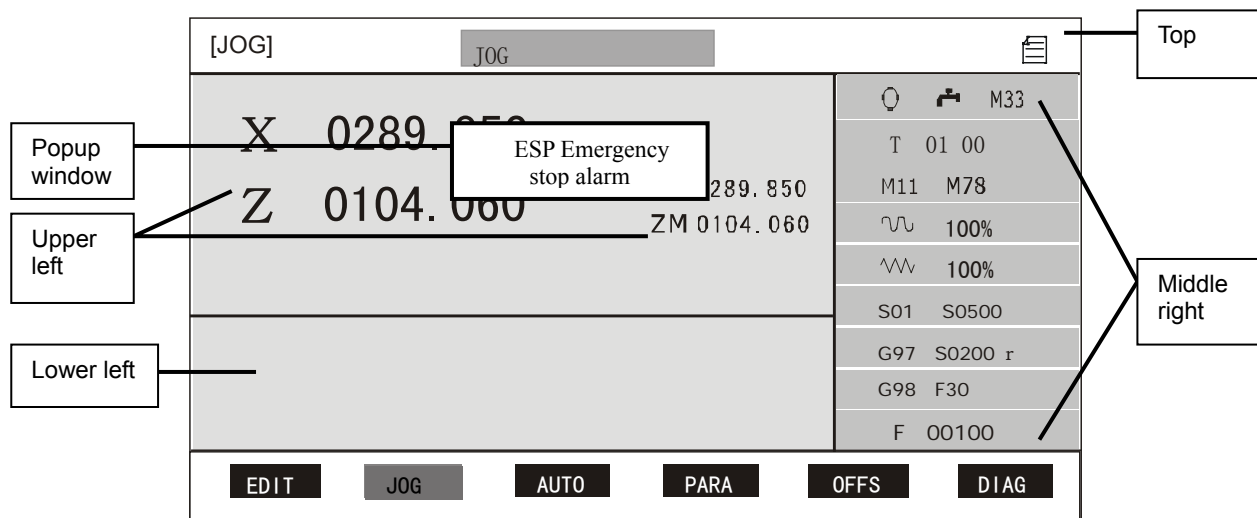 [JOG]
JOG
Top
M33
X 0289.
ESP Emergency
stop alarm
Popup
window
T 01 00
M11 M78
Z 0104.060
289.850
ZM 0104.060
100%
Upper
left
100%
Middle
right
S01 S0500
G97 S0200 r
Lower left
G98 F30
F 00100
EDIT JOG AUTO PARA OFFS DIAG